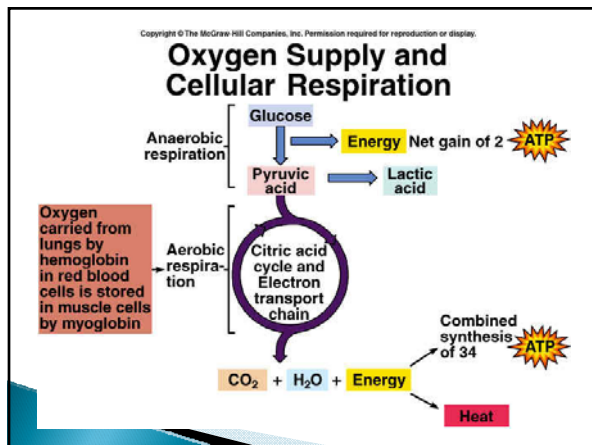 Copyright © The McGraw-Hill Companies, Inc. Permission required for reproduction or display.
Oxygen Supply and
Cellular Respiration
Glucose
Anaerobic
respiration
Energy Net gain of 2 ATP
Pyruvic
acid
Lactic
acid
Oxygen
carried from
lungs by
hemoglobin
in red blood
cells is stored
in muscle cells
by myoglobin
Aerobic
respira-
tion
Citric acid
cycle and
Electron
transport
chain
Combined
synthesis
of 34 ATP
CO2 + H2O + Energy
Heat